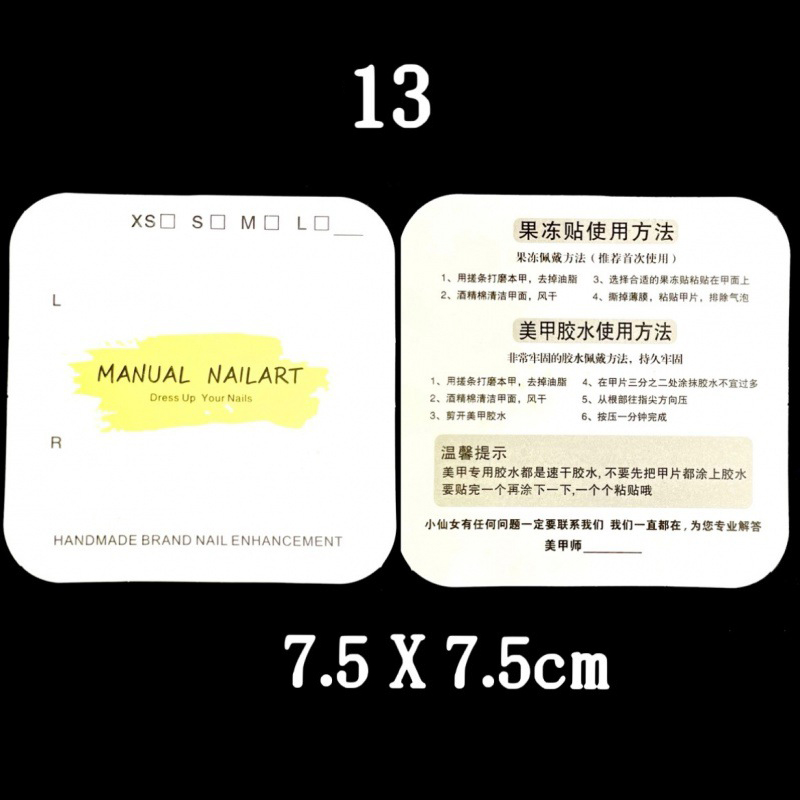 13
XS□ S□ M□ L□___
L
MANUAL NAILART
Dress Up Your Nails
R
HANDMADE BRAND NAIL ENHANCEMENT
果冻贴使用方法
果冻佩戴方法（推荐首次使用）
1、用搓条打磨本甲，去掉油脂 3、选择合适的果冻贴粘贴在甲面上
2、酒精棉清洁甲面，风干 4、撕掉薄膜，粘贴甲片，排除气泡
美甲胶水使用方法
非常牢固的胶水佩戴方法，持久牢固
1、用搓条打磨本甲，去掉油脂 4、在甲片三分之二处涂抹胶水不宜过多
2、酒精棉清洁甲面，风干 5、从根部往指尖方向压
3、剪开美甲胶水 6、按压一分钟完成
温馨提示
美甲专用胶水都是速干胶水,不要先把甲片都涂上胶水
要贴完一个再涂下一下,一个个粘贴哦
小仙女有任何问题一定要联系我们 我们一直都在,为您专业解答
美甲师________
7.5 X 7.5cm